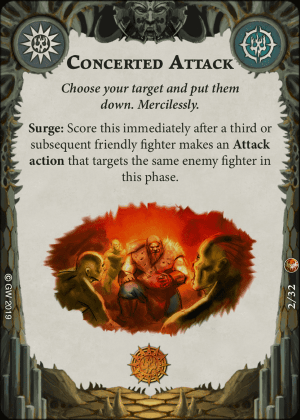 Concerted Attack
Choose your target and put them
down. Mercilessly.
Surge: Score this immediately after a third or
subsequent friendly fighter makes an Attack
action that targets the same enemy fighter in
this phase.
© GW 2019
2/32